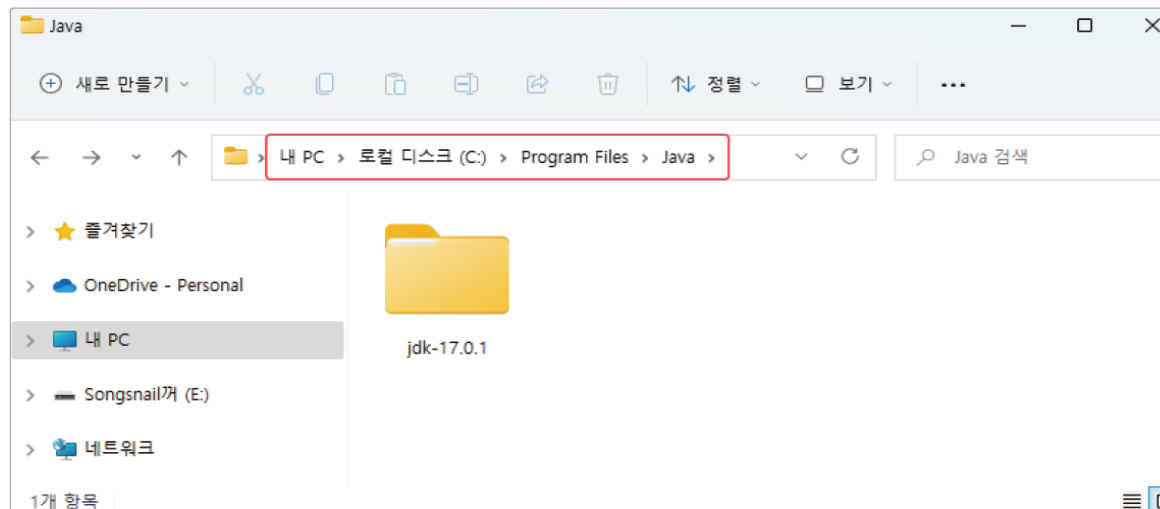 Java
새로 만들기
정렬
보기
내 PC > 로컬 디스크 (C:) > Program Files > Java >
Java 검색
즐겨찾기
OneDrive - Personal
내 PC
Songsnail꺼 (E:)
네트워크
jdk-17.0.1
1개 항목